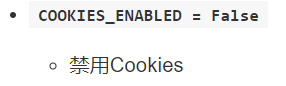 COOKIES_ENABLED = False
禁用Cookies